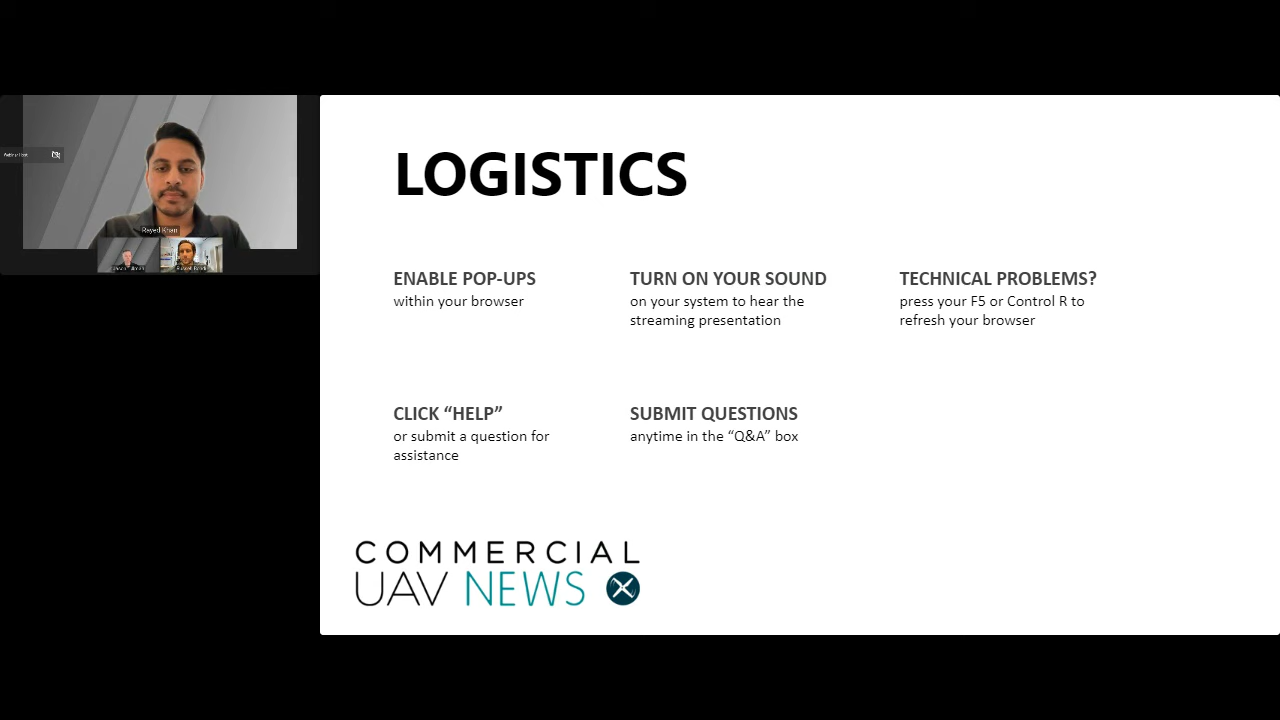 LOGISTICS
ENABLE POP-UPS
within your browser
TURN ON YOUR SOUND
on your system to hear the
streaming presentation
TECHNICAL PROBLEMS?
press your F5 or Control R to
refresh your browser
CLICK “HELP”
or submit a question for
assistance
SUBMIT QUESTIONS
anytime in the “Q&A” box
COMMERCIAL
UAV NEWS
Rayed Khan